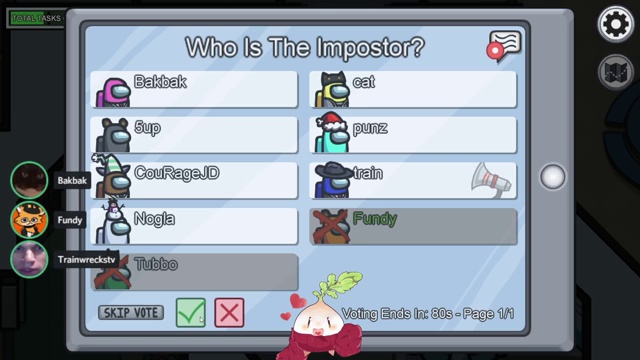 TOTAL TASKS
Who Is The Impostor?
Bakbak
cat
5up
punz
CouRageJD
train
Nogla
Fundy
Tubbo
Bakbak
Fundy
Trainwreckstv
SKIP VOTE
Voting Ends In: 80s - Page 1/1